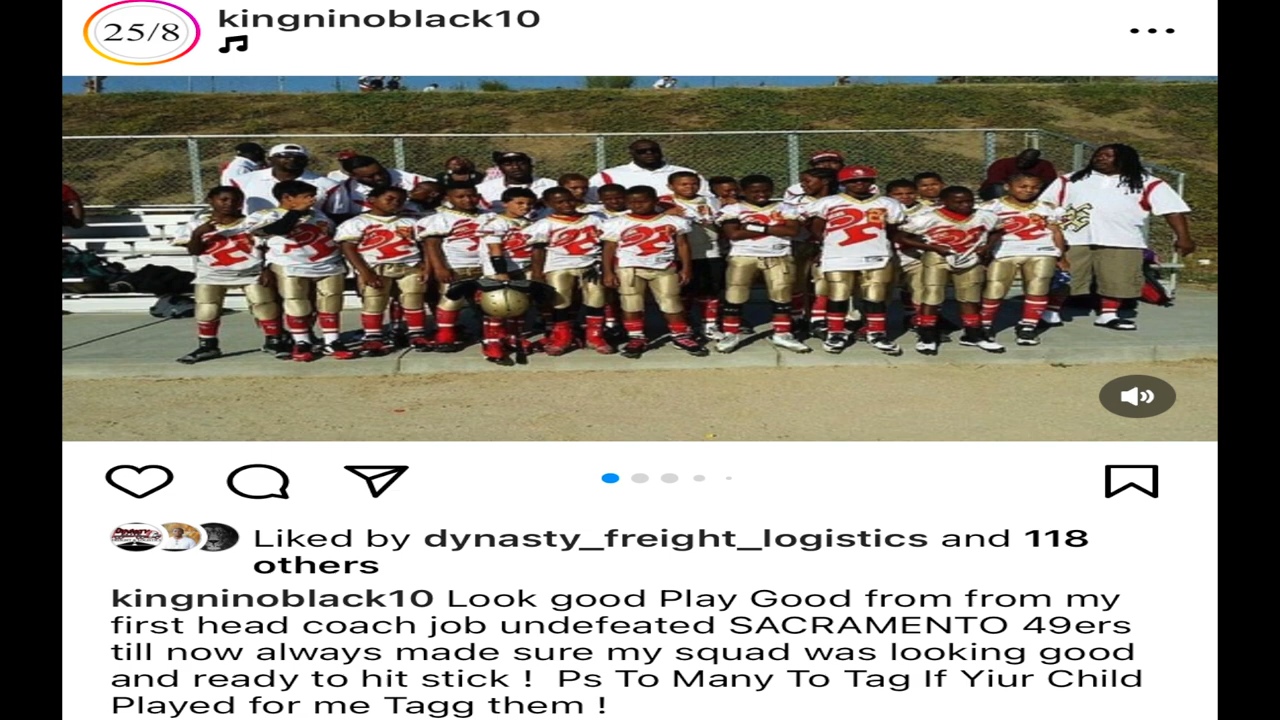 25/8
kingninoblack10
Liked by dynasty_freight_logistics and 118
others
kingninoblack10 Look good Play Good from from my
first head coach job undefeated SACRAMENTO 49ers
till now always made sure my squad was looking good
and ready to hit stick ! Ps To Many To Tag If Yiur Child
Played for me Tagg them !